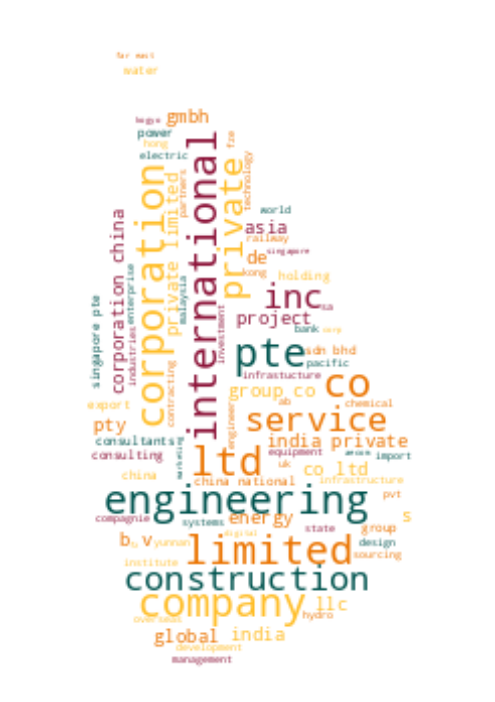 far east
water
gmbh
power
hong
electric
fze
technology
partners
private limited
corporation
international
private
corporation china
enterprise
industries
singapore pte
malaysia
investment
contracting
world
asia
railway
singapore
de
kong
holding
inc
sa
project
bank
corp
pte
sdn bhd
pacific
infrastucture
group co
co
ab
chemical
engineer
export
pty
service
consultants
consulting
marketing
india private
equipment
aecom
import
ltd
uk
co ltd
china
china national
infrastructure
engineering
pvt
compagnie
systems
energy
state
group
s
b.
v
yunnan
digital
design
limited
sourcing
institute
construction
company
llc
hydro
overseas
global
india
development
management